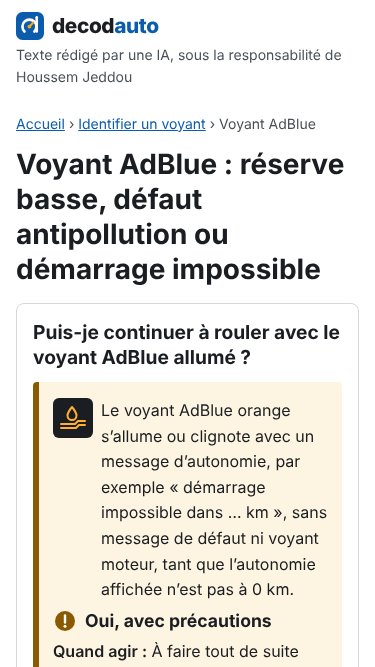 decodauto
Texte rédigé par une IA, sous la responsabilité de
Houssem Jeddou
Accueil › Identifier un voyant › Voyant AdBlue
Voyant AdBlue : réserve
basse, défaut
antipollution ou
démarrage impossible
Puis-je continuer à rouler avec le
voyant AdBlue allumé ?
Le voyant AdBlue orange
s’allume ou clignote avec un
message d’autonomie, par
exemple « démarrage
impossible dans … km », sans
message de défaut ni voyant
moteur, tant que l’autonomie
affichée n’est pas à 0 km.
Oui, avec précautions
Quand agir : À faire tout de suite